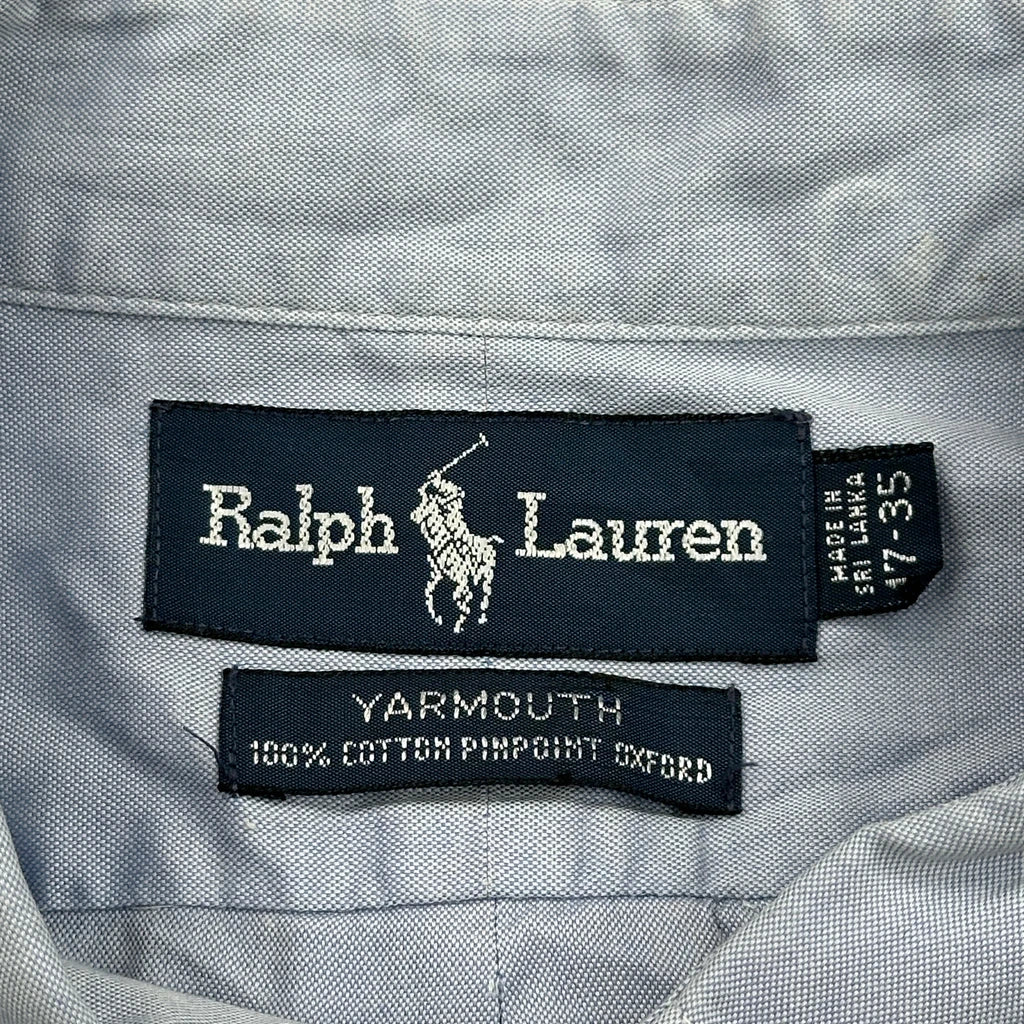 Ralph Lauren
MADE IN
SRI LANKA
17-35
YARMOUTH
100% COTTON PINPOINT OXFORD